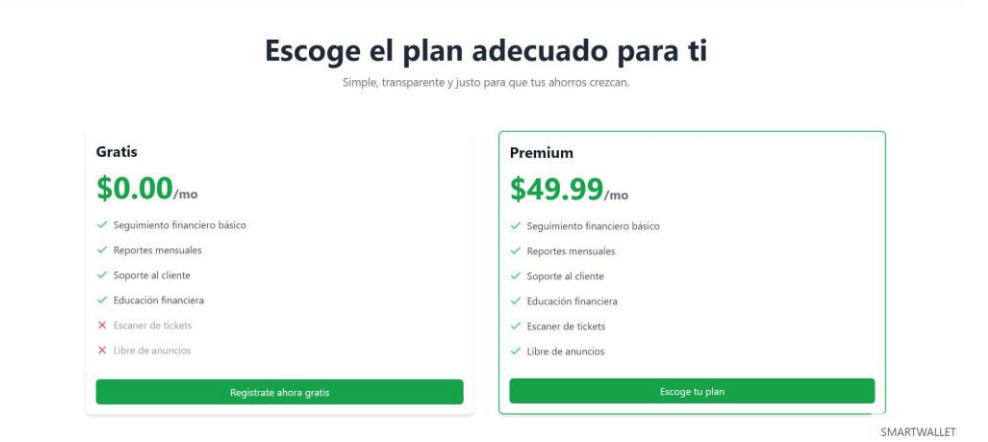 Escoge el plan adecuado para ti
Simple, transparente y justo para que tus ahorros crezcan.
Gratis
$0.00/mo
Seguimiento financiero básico
Reportes mensuales
Soporte al cliente
Educación financiera
Escaner de tickets
Libre de anuncios
Registrate ahora gratis
Premium
$49.99/mo
Seguimiento financiero básico
Reportes mensuales
Soporte al cliente
Educación financiera
Escaner de tickets
Libre de anuncios
Escoge tu plan
SMARTWALLET